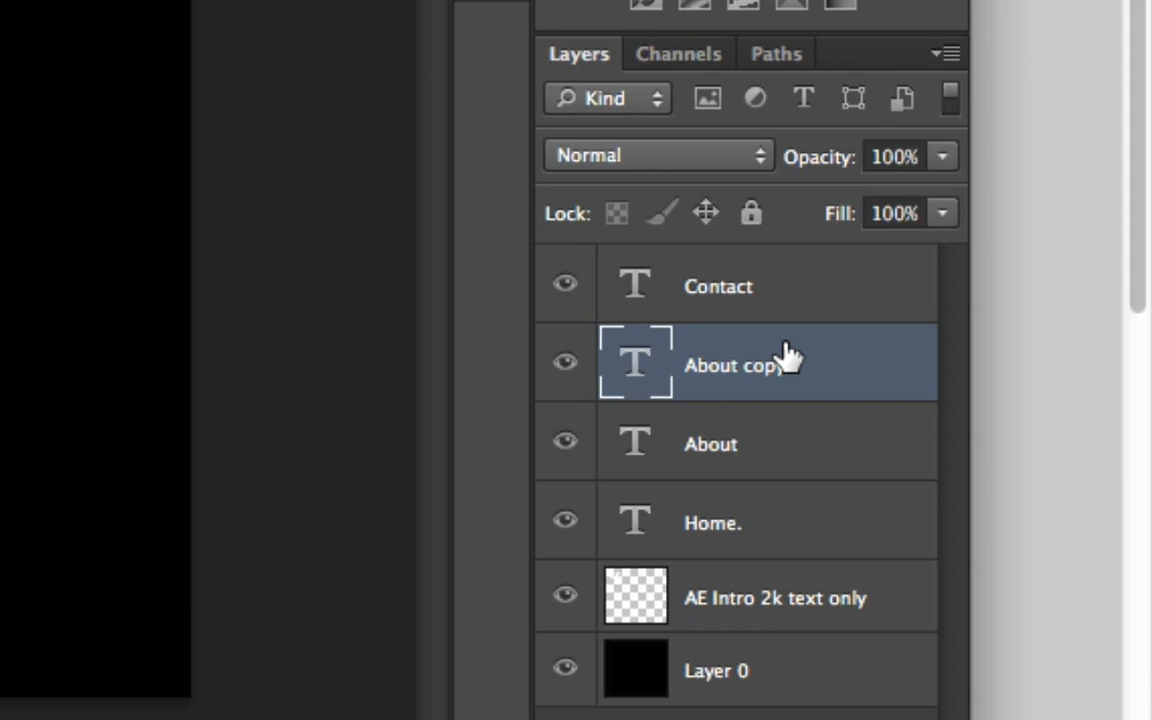 Layers Channels Paths
Kind
Normal Opacity: 100%
Lock: Fill: 100%
Contact
About copy
About
Home.
AE Intro 2k text only
Layer 0